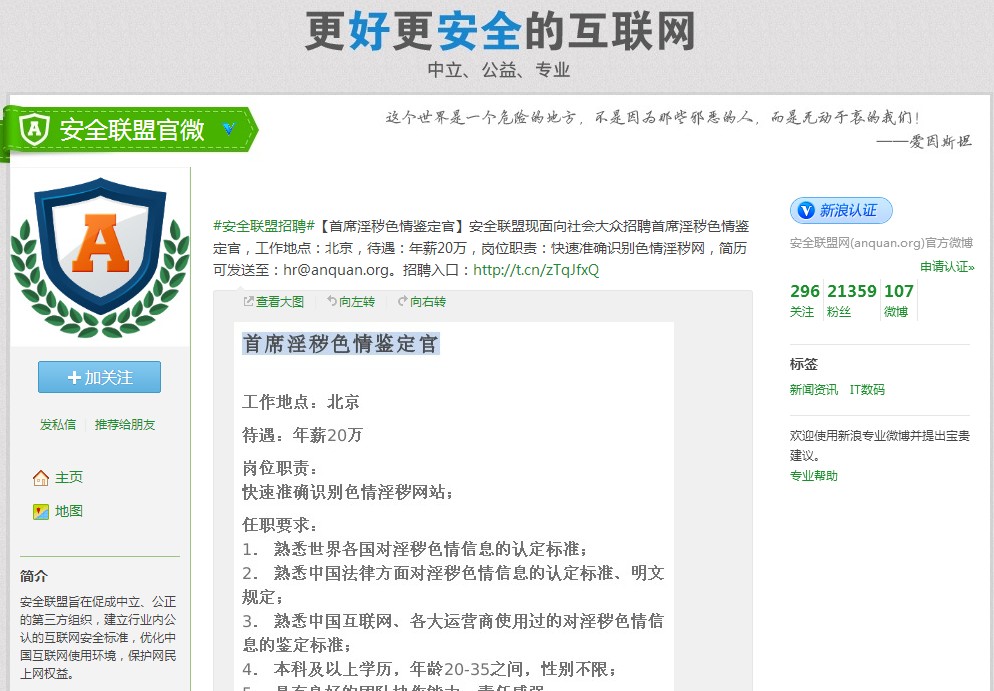 更好更安全的互联网
中立、公益、专业
安全联盟官微
这个世界是一个危险的地方，不是因为那些邪恶的人，而是无动于衷的我们！
——爱因斯坦
A
A
加关注
发私信 推荐给朋友
主页
地图
简介
安全联盟旨在促成中立、公正
的第三方组织，建立行业内公
认的互联网安全标准，优化中
国互联网使用环境，保护网民
上网权益。
#安全联盟招聘#【首席淫秽色情鉴定官】安全联盟现面向社会大众招聘首席淫秽色情鉴
定官，工作地点：北京，待遇：年薪20万，岗位职责：快速准确识别色情淫秽网，简历
可发送至：hr@anquan.org。招聘入口：http://t.cn/zTqJfxQ
查看大图 向左转 向右转
首席淫秽色情鉴定官
工作地点：北京
待遇：年薪20万
岗位职责：
快速准确识别色情淫秽网站；
任职要求：
1. 熟悉世界各国对淫秽色情信息的认定标准；
2. 熟悉中国法律方面对淫秽色情信息的认定标准、明文
规定；
3. 熟悉中国互联网、各大运营商使用过的对淫秽色情信
息的鉴定标准；
4. 本科及以上学历，年龄20-35之间，性别不限；
V 新浪认证
安全联盟网(anquan.org)官方微博
申请认证»
296 21359 107
关注 粉丝 微博
标签
新闻资讯 IT数码
欢迎使用新浪专业微博并提出宝贵
建议。
专业帮助